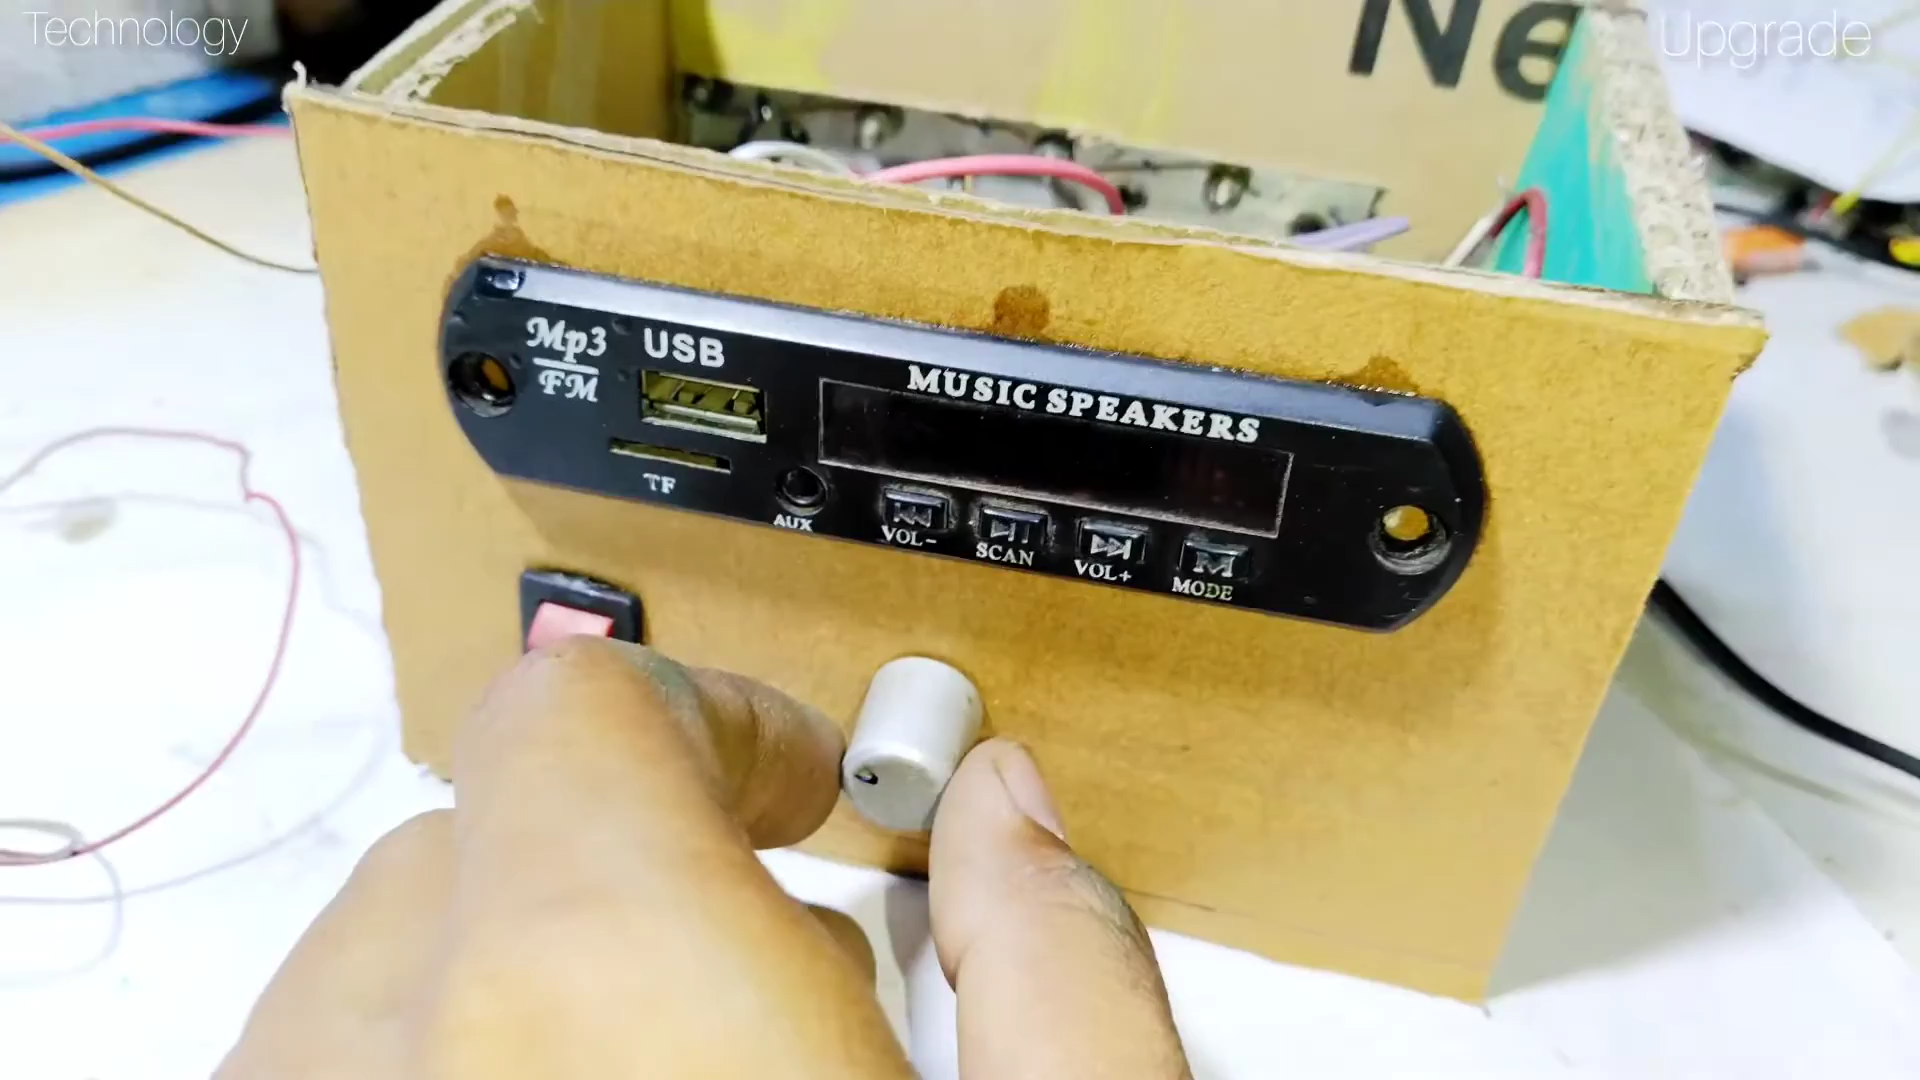 Technology
Upgrade
Ne
Mp3
FM
USB
MUSIC SPEAKERS
TF
AUX
VOL-
SCAN
VOL+
M
MODE